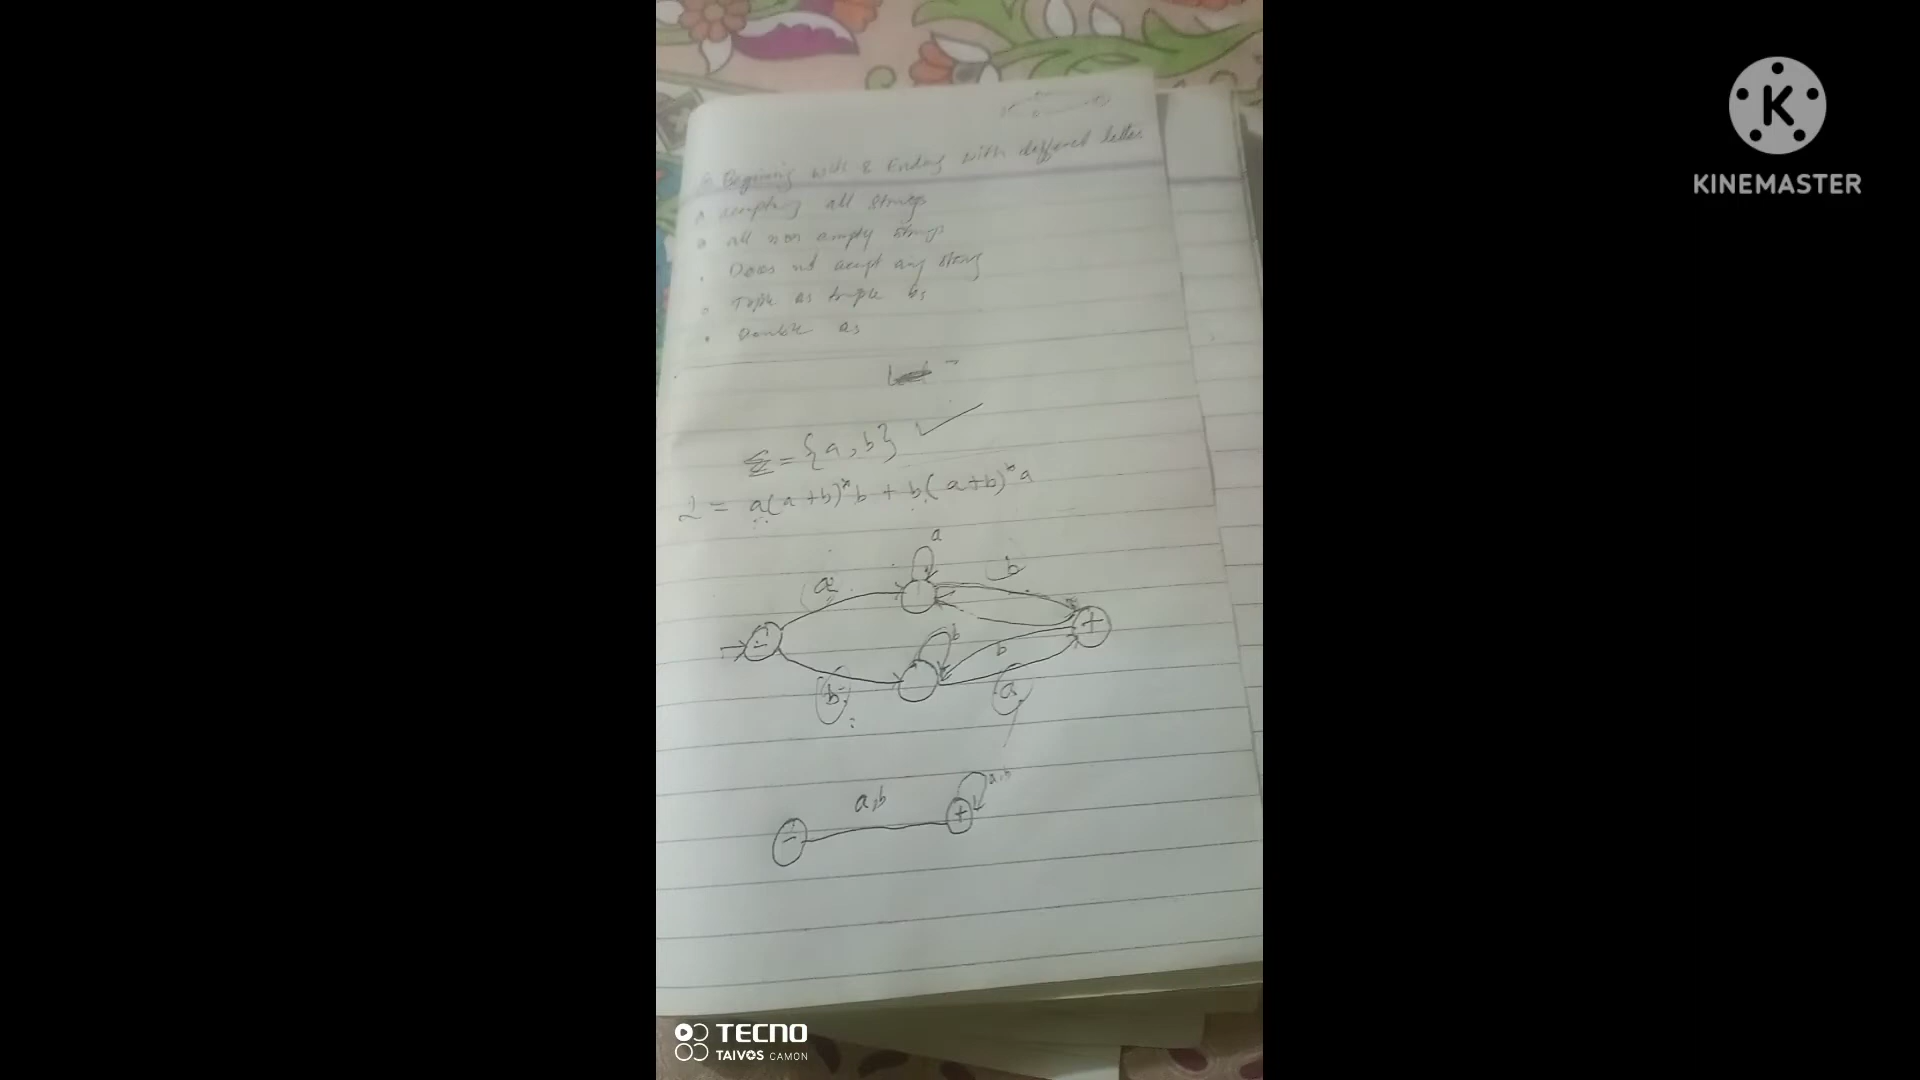 Beginning with & Ending with different letter
accepting all strings
all non empty strings
Does not accept any string
Triple as triple bs
Double as
Σ = {a, b}
L = a(a+b)*b + b(a+b)*a
a
a b
- +
b b
b a
a,b
a,b
- +
K
KINEMASTER
TECNO
TAIVOS CAMON